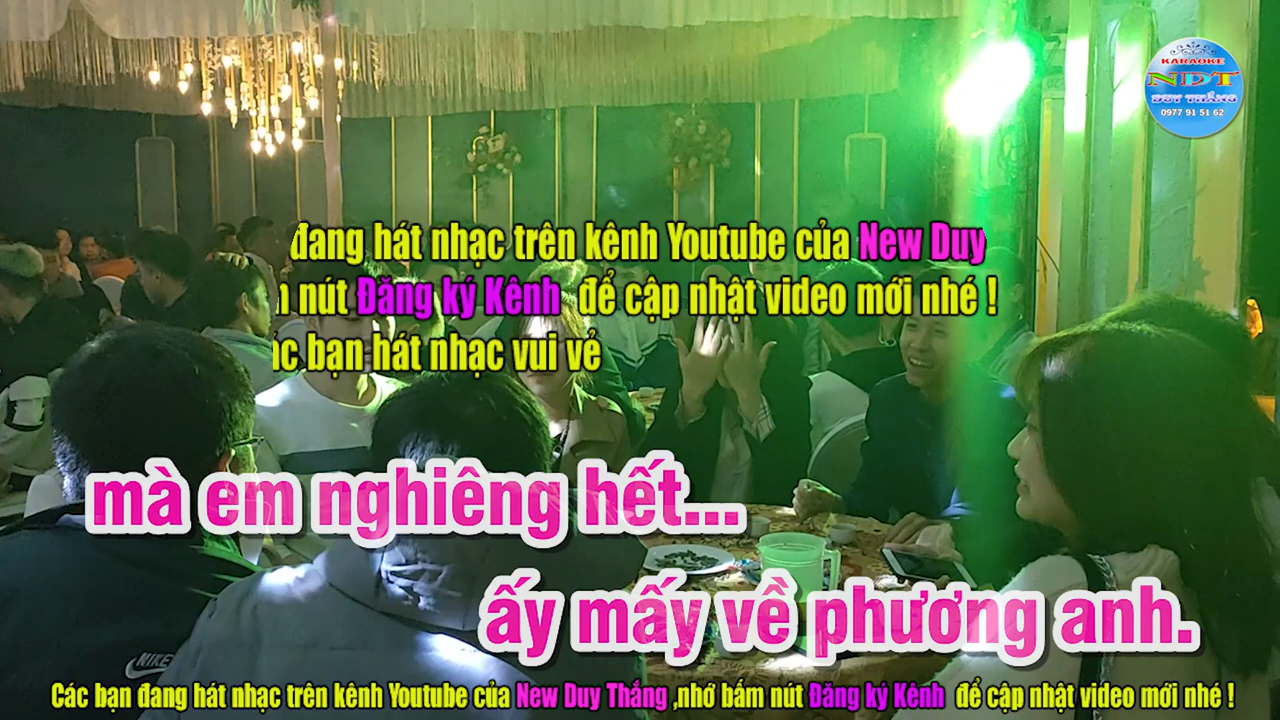 KARAOKE
NDT
DUY THẮNG
0977 91 51 62
đang hát nhạc trên kênh Youtube của New Duy
nút Đăng ký Kênh để cập nhật video mới nhé !
bạn hát nhạc vui vẻ
mà em nghiêng hết...
ấy mấy về phương anh.
NIKE
Các bạn đang hát nhạc trên kênh Youtube của New Duy Thắng ,nhớ bấm nút Đăng ký Kênh để cập nhật video mới nhé !